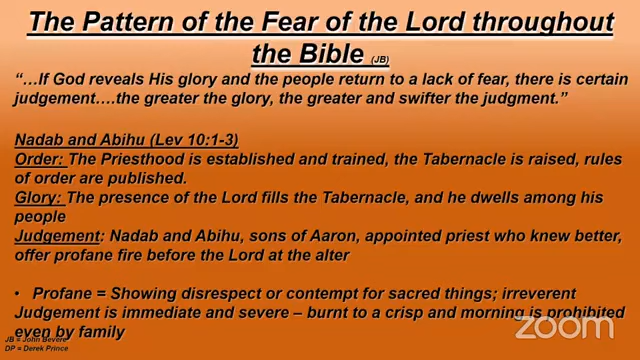 The Pattern of the Fear of the Lord throughout
the Bible (JB)
“…If God reveals His glory and the people return to a lack of fear, there is certain
judgement….the greater the glory, the greater and swifter the judgment.”
Nadab and Abihu (Lev 10:1-3)
Order: The Priesthood is established and trained, the Tabernacle is raised, rules
of order are published.
Glory: The presence of the Lord fills the Tabernacle, and he dwells among his
people
Judgement: Nadab and Abihu, sons of Aaron, appointed priest who knew better,
offer profane fire before the Lord at the alter
• Profane = Showing disrespect or contempt for sacred things; irreverent
Judgement is immediate and severe – burnt to a crisp and morning is prohibited
even by family
JB = John Bevere
DP = Derek Prince
zoom